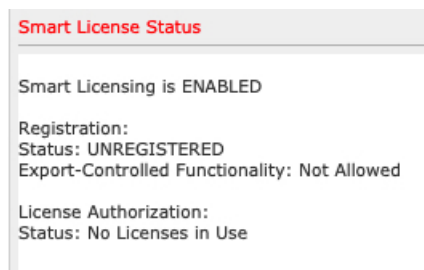 Smart License Status
Smart Licensing is ENABLED
Registration:
Status: UNREGISTERED
Export-Controlled Functionality: Not Allowed
License Authorization:
Status: No Licenses in Use